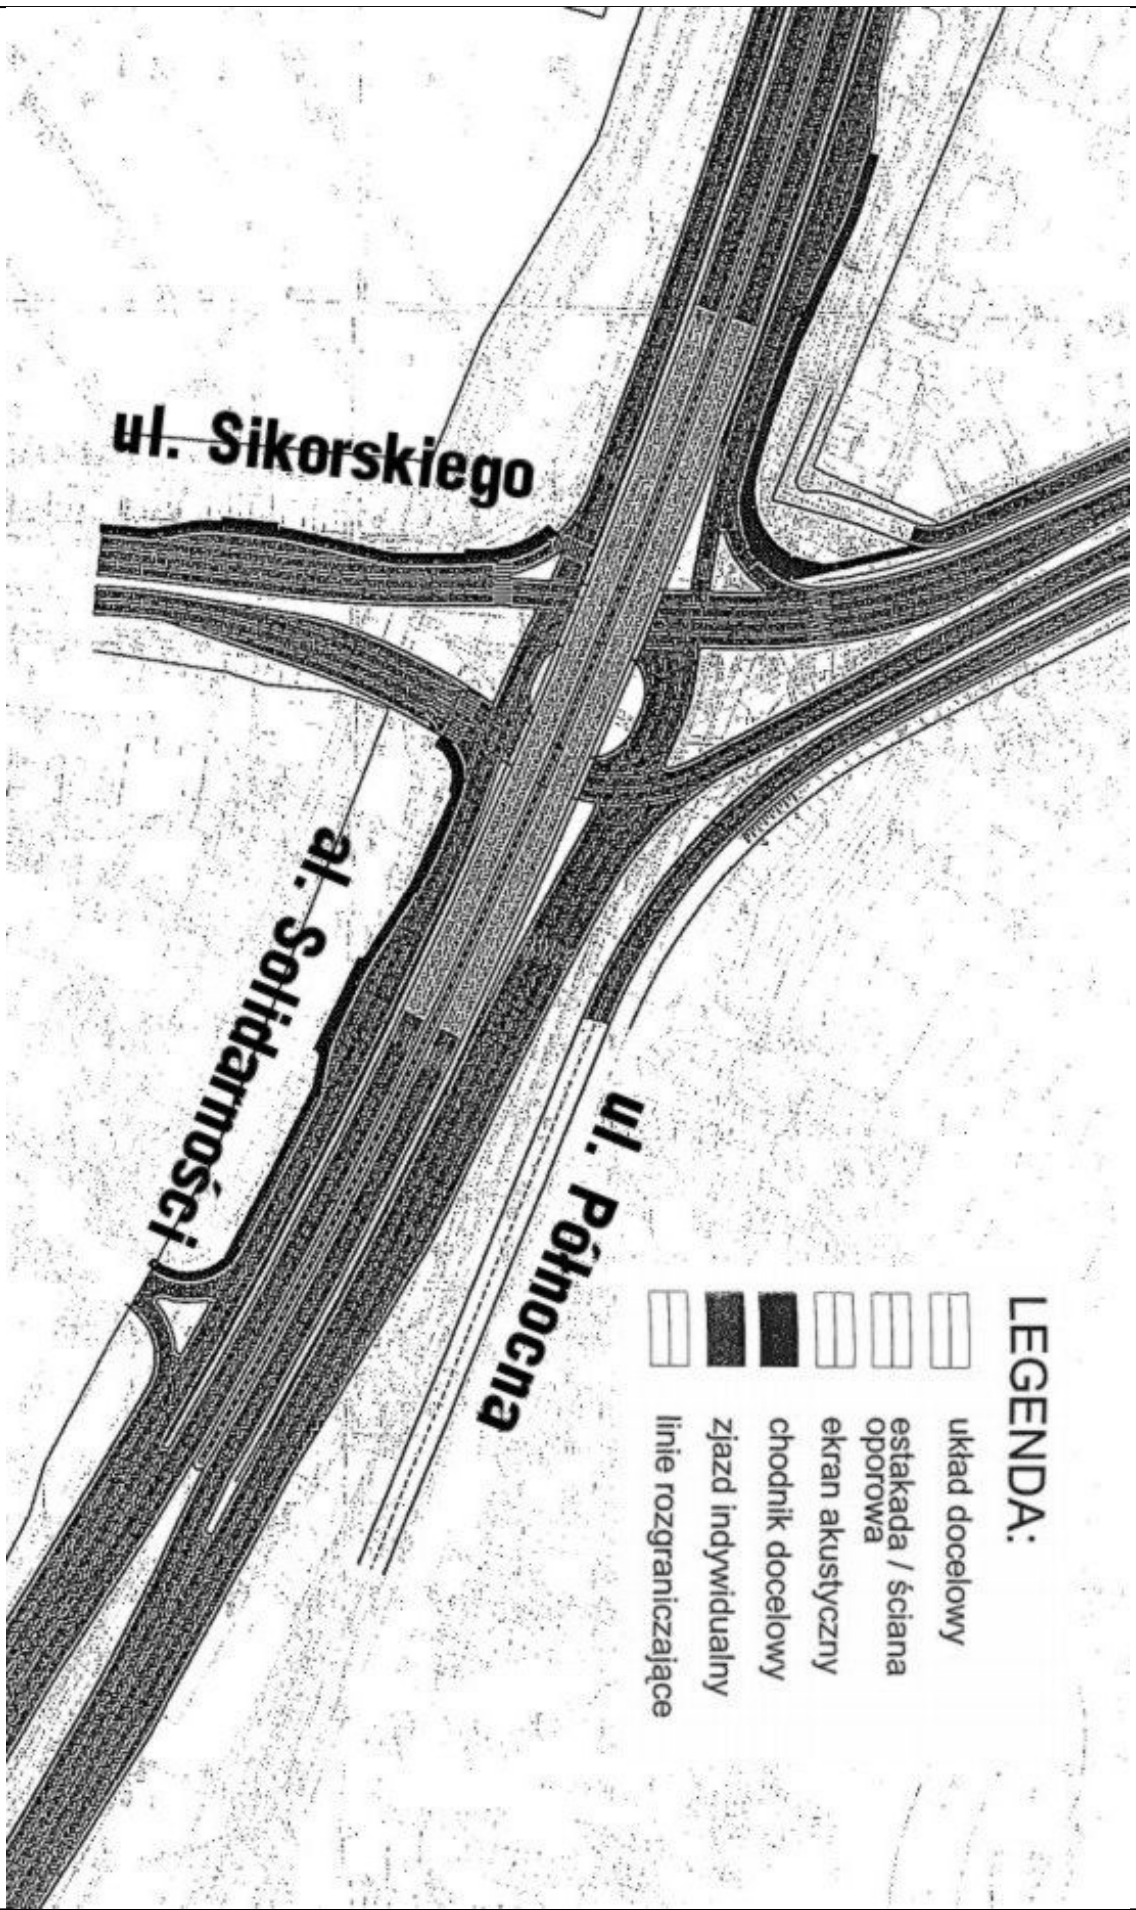 ul. Sikorskiego
al. Solidarności
ul. Północna
LEGENDA:
układ docelowy
estakada / ściana
oporowa
ekran akustyczny
chodnik docelowy
zjazd indywidualny
linie rozgraniczające